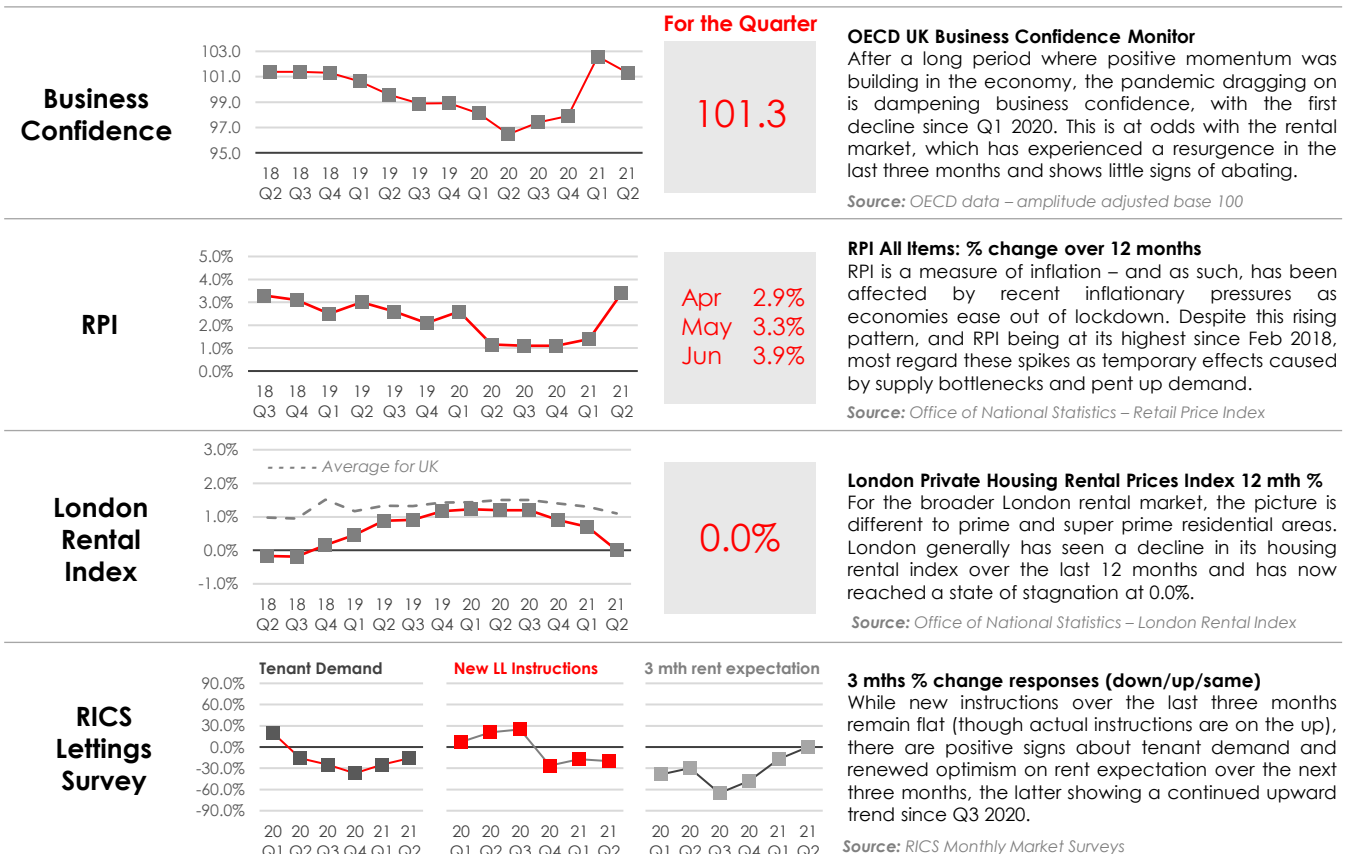 For the Quarter
Business
Confidence
103.0
101.0
99.0
97.0
95.0
18 18 18 19 19 19 19 20 20 20 20 21 21
Q2 Q3 Q4 Q1 Q2 Q3 Q4 Q1 Q2 Q3 Q4 Q1 Q2
101.3
OECD UK Business Confidence Monitor
After a long period where positive momentum was
building in the economy, the pandemic dragging on
is dampening business confidence, with the first
decline since Q1 2020. This is at odds with the rental
market, which has experienced a resurgence in the
last three months and shows little signs of abating.
Source: OECD data – amplitude adjusted base 100
RPI
5.0%
4.0%
3.0%
2.0%
1.0%
0.0%
18 18 19 19 19 19 20 20 20 20 21 21
Q3 Q4 Q1 Q2 Q3 Q4 Q1 Q2 Q3 Q4 Q1 Q2
Apr 2.9%
May 3.3%
Jun 3.9%
RPI All Items: % change over 12 months
RPI is a measure of inflation – and as such, has been
affected by recent inflationary pressures as
economies ease out of lockdown. Despite this rising
pattern, and RPI being at its highest since Feb 2018,
most regard these spikes as temporary effects caused
by supply bottlenecks and pent up demand.
Source: Office of National Statistics – Retail Price Index
London
Rental
Index
3.0%
2.0%
1.0%
0.0%
-1.0%
Average for UK
18 18 18 19 19 19 19 20 20 20 20 21 21
Q2 Q3 Q4 Q1 Q2 Q3 Q4 Q1 Q2 Q3 Q4 Q1 Q2
0.0%
London Private Housing Rental Prices Index 12 mth %
For the broader London rental market, the picture is
different to prime and super prime residential areas.
London generally has seen a decline in its housing
rental index over the last 12 months and has now
reached a state of stagnation at 0.0%.
Source: Office of National Statistics – London Rental Index
RICS
Lettings
Survey
Tenant Demand
90.0%
60.0%
30.0%
0.0%
-30.0%
-60.0%
-90.0%
20 20 20 20 21 21
Q1 Q2 Q3 Q4 Q1 Q2
New LL Instructions
20 20 20 20 21 21
Q1 Q2 Q3 Q4 Q1 Q2
3 mth rent expectation
20 20 20 20 21 21
Q1 Q2 Q3 Q4 Q1 Q2
3 mths % change responses (down/up/same)
While new instructions over the last three months
remain flat (though actual instructions are on the up),
there are positive signs about tenant demand and
renewed optimism on rent expectation over the next
three months, the latter showing a continued upward
trend since Q3 2020.
Source: RICS Monthly Market Surveys